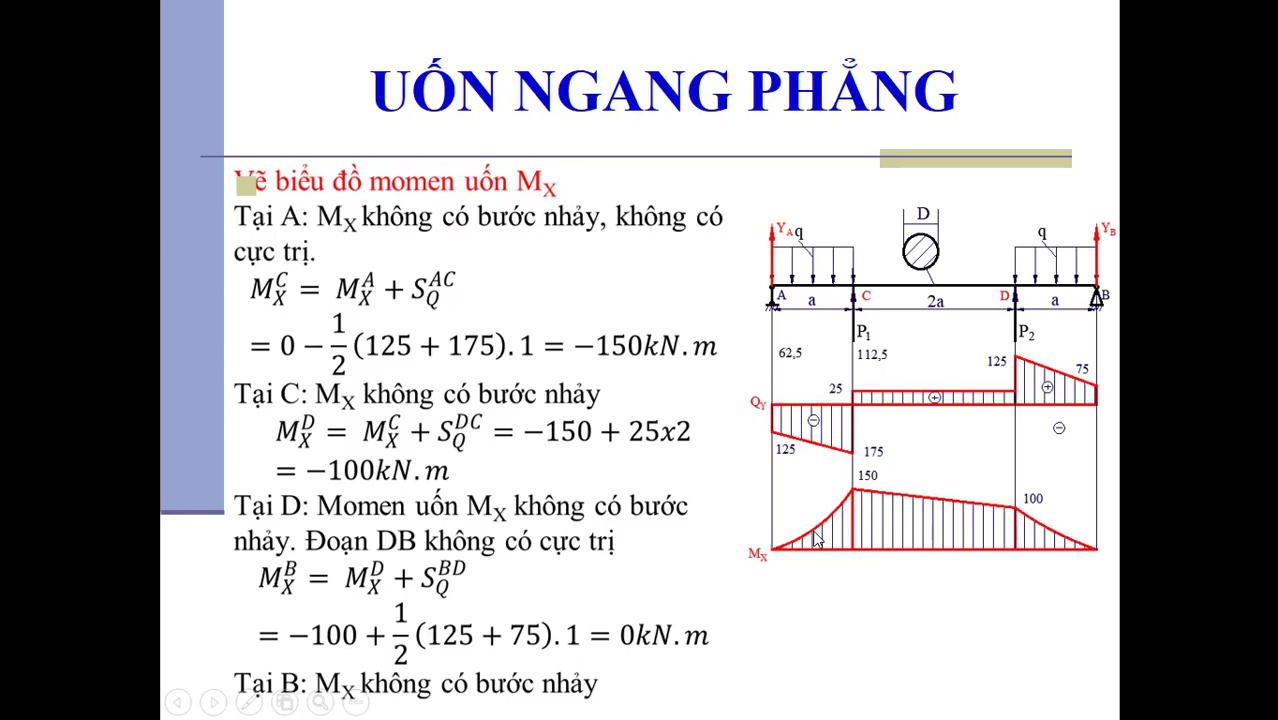 UỐN NGANG PHẲNG
Vẽ biểu đồ momen uốn M_X
Tại A: M_X không có bước nhảy, không có
cực trị.
M_X^C = M_X^A + S_Q^AC
= 0 − 1/2 (125 + 175). 1 = −150kN. m
Tại C: M_X không có bước nhảy
M_X^D = M_X^C + S_Q^DC = −150 + 25x2
= −100kN. m
Tại D: Momen uốn M_X không có bước
nhảy. Đoạn DB không có cực trị
M_X^B = M_X^D + S_Q^BD
= −100 + 1/2 (125 + 75). 1 = 0kN. m
Tại B: M_X không có bước nhảy
D
Y_A q q Y_B
A C D B
a 2a a
P_1 P_2
62,5 112,5 125 75
25
Q_Y − + + −
125 175
150 100
M_X